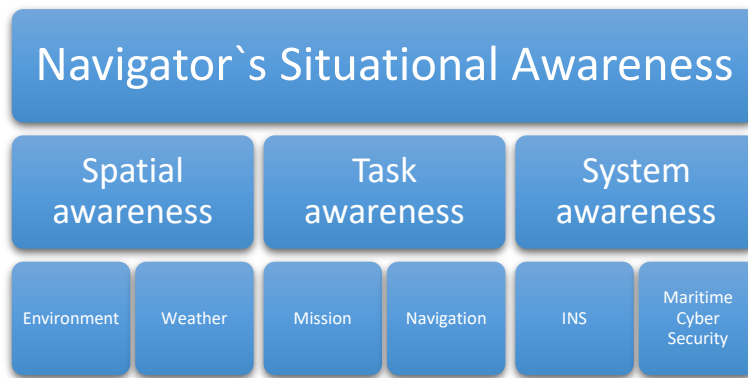 Navigator`s Situational Awareness
Spatial
awareness
Task
awareness
System
awareness
Environment
Weather
Mission
Navigation
INS
Maritime
Cyber
Security